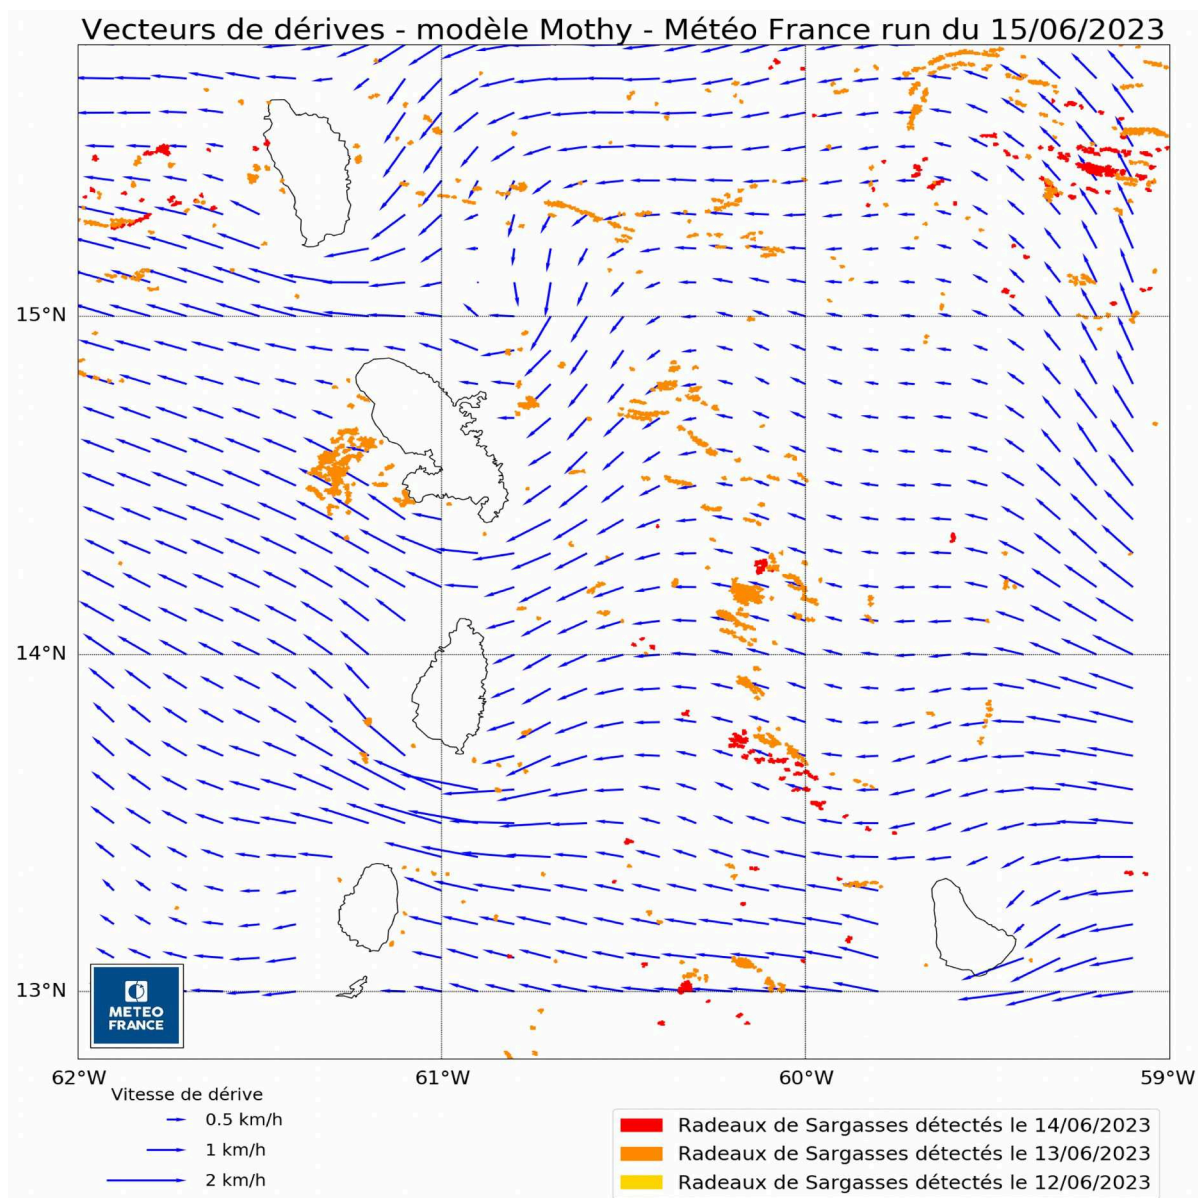 Vecteurs de dérives - modèle Mothy - Météo France run du 15/06/2023
15°N
14°N
13°N
METEO
FRANCE
62°W
61°W
60°W
59°W
Vitesse de dérive
0.5 km/h
1 km/h
2 km/h
Radeaux de Sargasses détectés le 14/06/2023
Radeaux de Sargasses détectés le 13/06/2023
Radeaux de Sargasses détectés le 12/06/2023